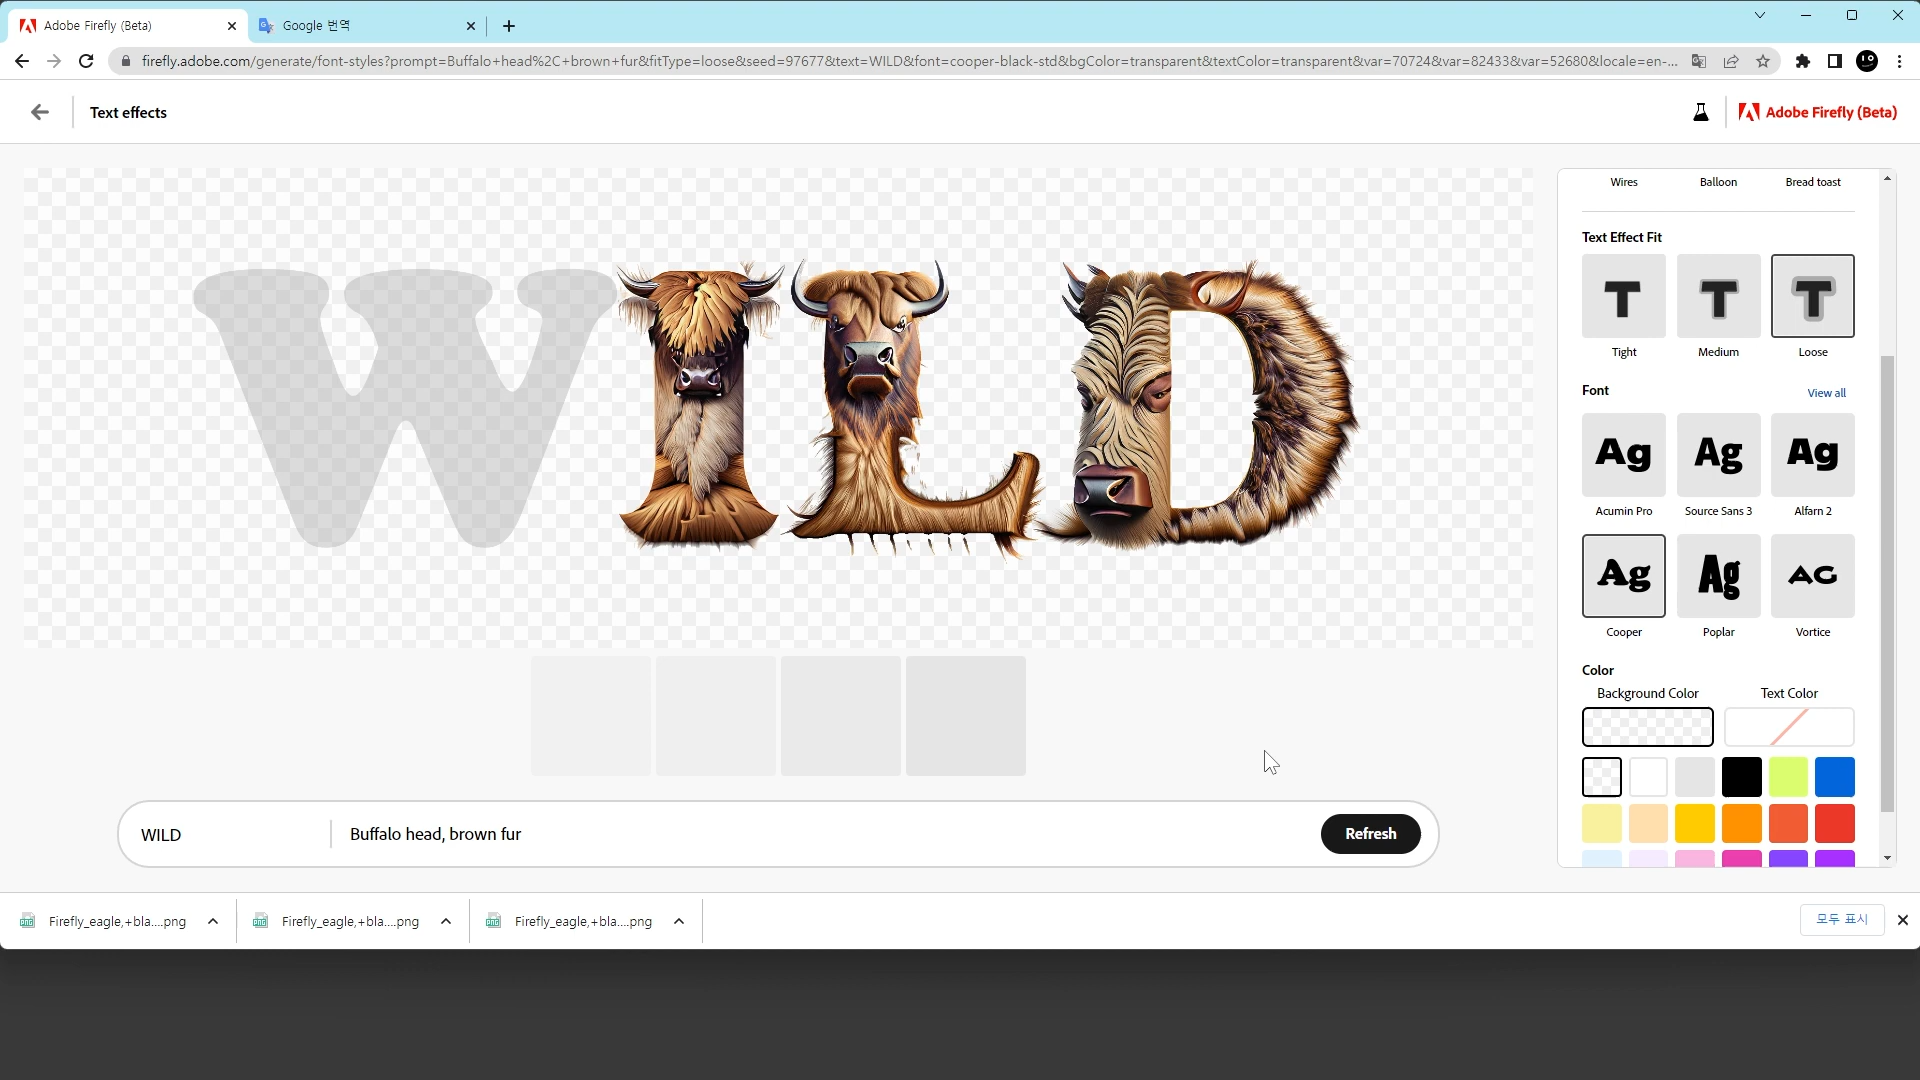 Adobe Firefly (Beta)
Google 번역
firefly.adobe.com/generate/font-styles?prompt=Buffalo+head%2C+brown+fur&fitType=loose&seed=97677&text=WILD&font=cooper-black-std&bgColor=transparent&textColor=transparent&var=70724&var=82433&var=52680&locale=en-...
Text effects
Adobe Firefly (Beta)
WILD
Wires
Balloon
Bread toast
Text Effect Fit
T
T
T
Tight
Medium
Loose
Font
View all
Ag
Ag
Ag
Acumin Pro
Source Sans 3
Alfarn 2
Ag
Ag
AG
Cooper
Poplar
Vortice
Color
Background Color
Text Color
WILD
Buffalo head, brown fur
Refresh
Firefly_eagle,+bla....png
Firefly_eagle,+bla....png
Firefly_eagle,+bla....png
모두 표시